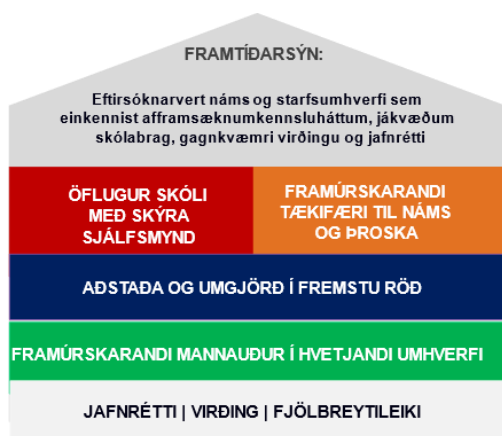 FRAMTÍÐARSÝN:
Eftirsóknarvert náms og starfsumhverfi sem
einkennist afframsæknumkennsluháttum, jákvæðum
skólabrag, gagnkvæmri virðingu og jafnrétti
ÖFLUGUR SKÓLI
MEÐ SKÝRA
SJÁLFSMYND
FRAMÚRSKARANDI
TÆKIFÆRI TIL NÁMS
OG ÞROSKA
AÐSTAÐA OG UMGJÖRÐ Í FREMSTU RÖÐ
FRAMÚRSKARANDI MANNAUÐUR Í HVETJANDI UMHVERFI
JAFNRÉTTI | VIRÐING | FJÖLBREYTILEIKI